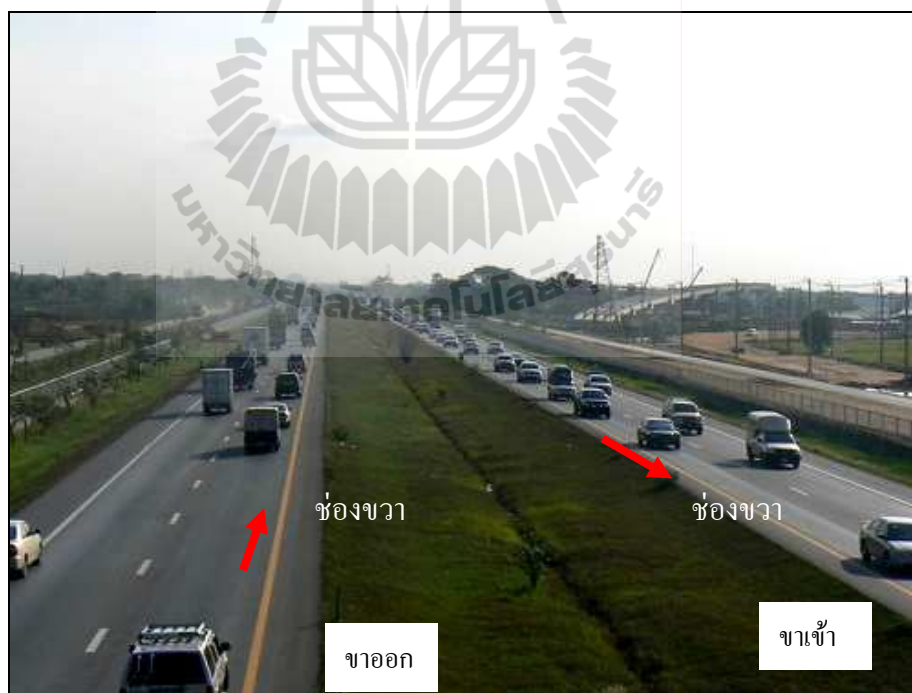 มหาวิทยาลัยเทคโนโลยีสุรนารี
ช่องขวา
ช่องขวา
ขาออก
ขาเข้า